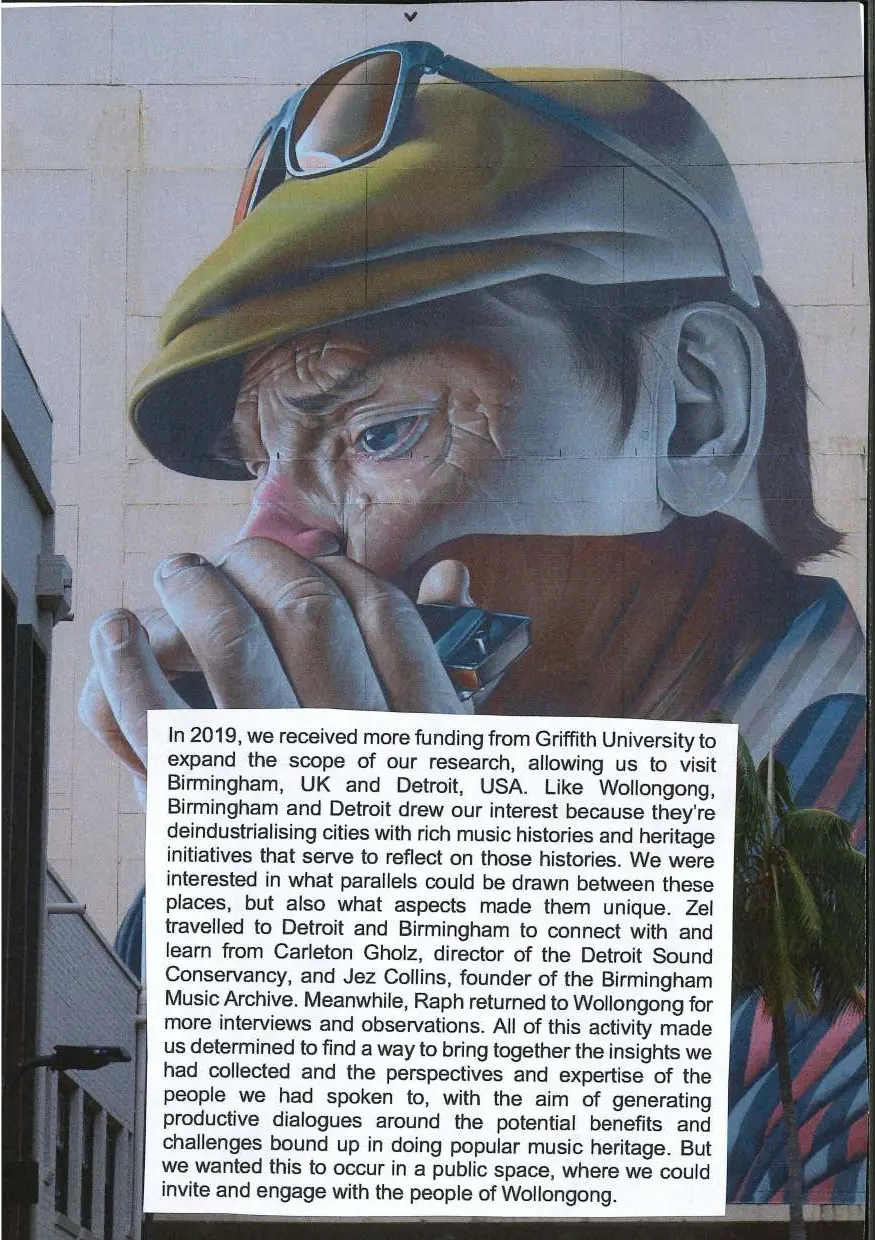 In 2019, we received more funding from Griffith University to
expand the scope of our research, allowing us to visit
Birmingham, UK and Detroit, USA. Like Wollongong,
Birmingham and Detroit drew our interest because they're
deindustrialising cities with rich music histories and heritage
initiatives that serve to reflect on those histories. We were
interested in what parallels could be drawn between these
places, but also what aspects made them unique. Zel
travelled to Detroit and Birmingham to connect with and
learn from Carleton Gholz, director of the Detroit Sound
Conservancy, and Jez Collins, founder of the Birmingham
Music Archive. Meanwhile, Raph returned to Wollongong for
more interviews and observations. All of this activity made
us determined to find a way to bring together the insights we
had collected and the perspectives and expertise of the
people we had spoken to, with the aim of generating
productive dialogues around the potential benefits and
challenges bound up in doing popular music heritage. But
we wanted this to occur in a public space, where we could
invite and engage with the people of Wollongong.